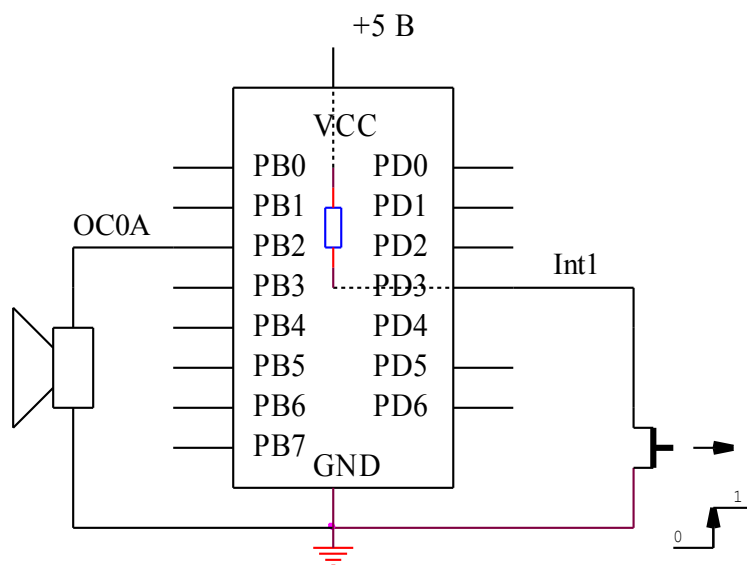 +5 В
VCC
PB0 PD0
PB1 PD1
OC0A PB2 PD2
PB3 PD3 Int1
PB4 PD4
PB5 PD5
PB6 PD6
PB7
GND
1
0